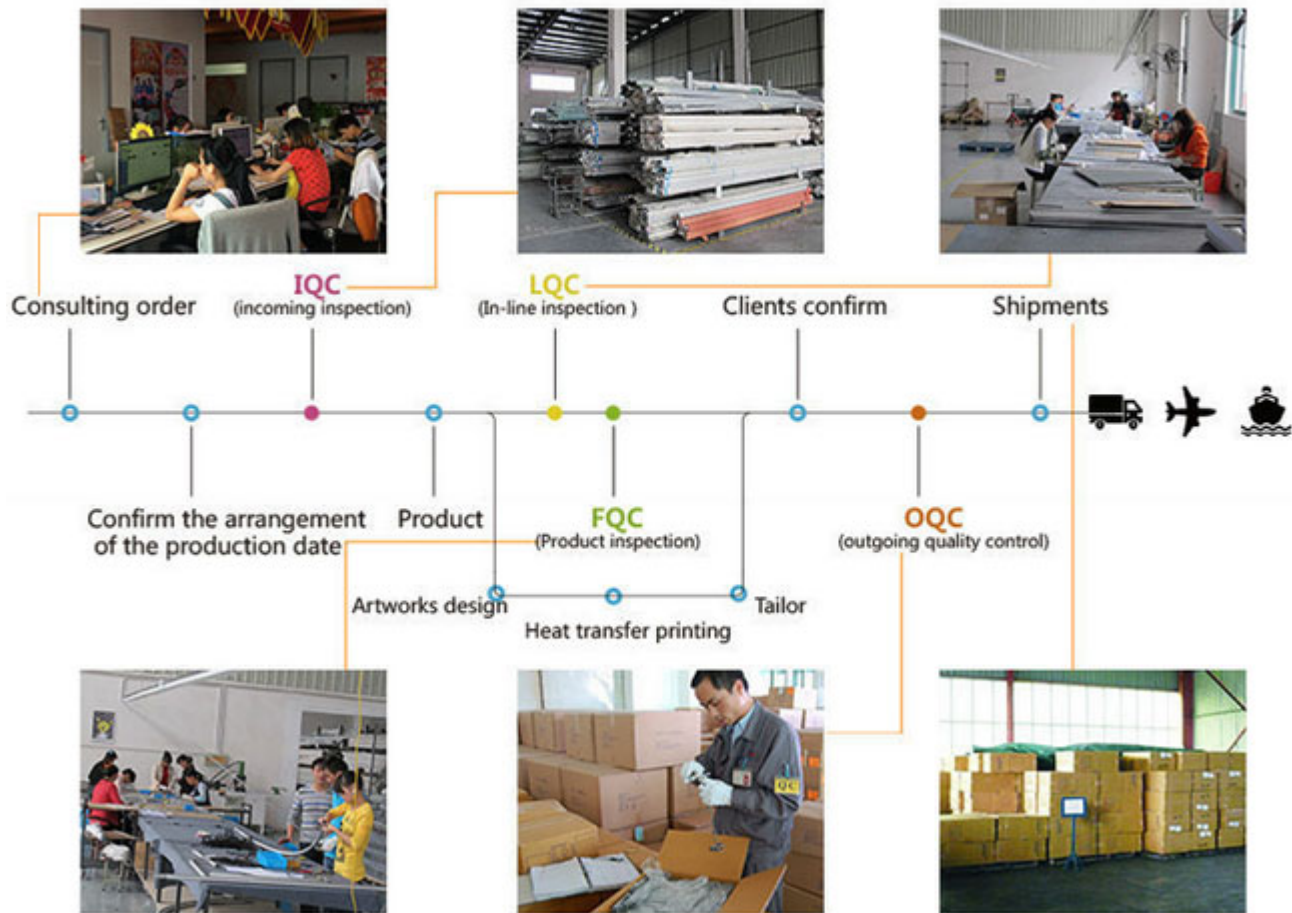 IQC
LQC
Consulting order
(incoming inspection)
(In-line inspection )
Clients confirm
Shipments
Confirm the arrangement
of the production date
Product
FQC
(Product inspection)
OQC
(outgoing quality control)
Artworks design
Heat transfer printing
Tailor
QC